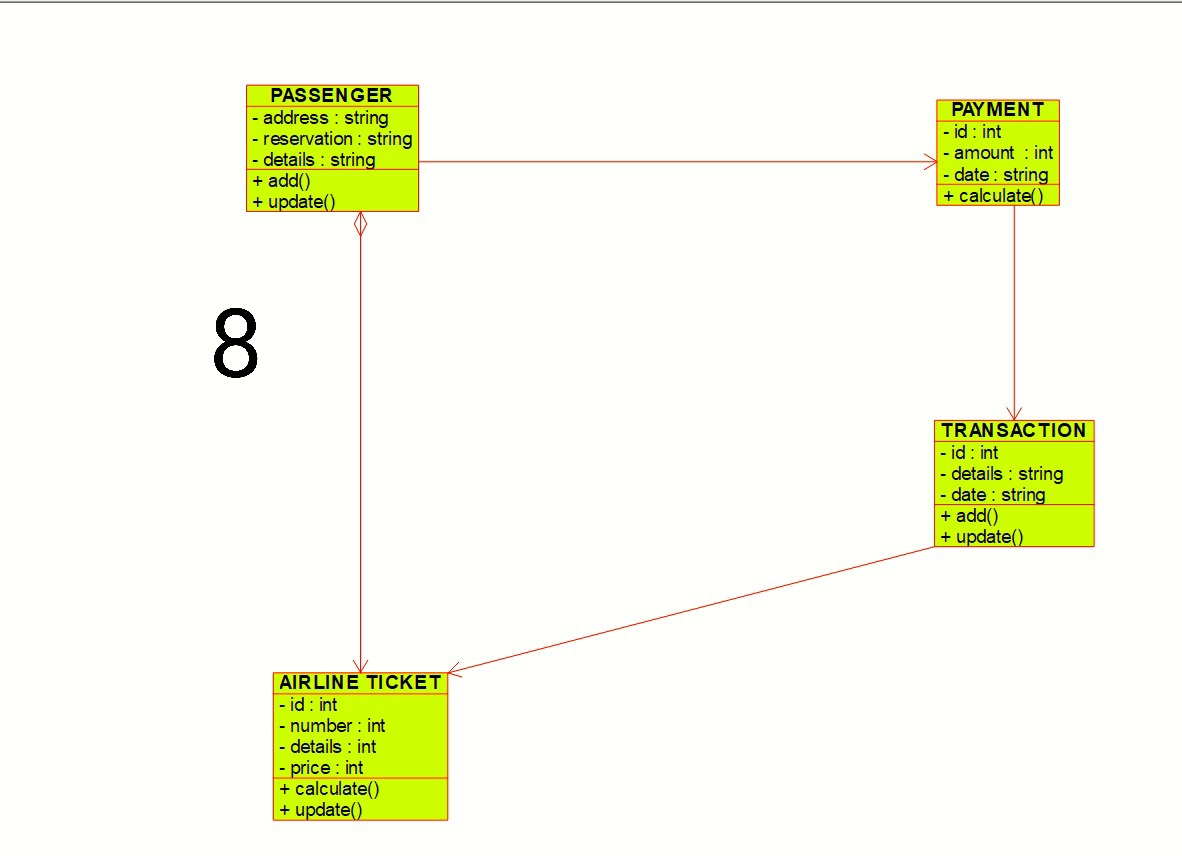 PASSENGER
- address : string
- reservation : string
- details : string
+ add()
+ update()
PAYMENT
- id : int
- amount  : int
- date : string
+ calculate()
8
TRANSACTION
- id : int
- details : string
- date : string
+ add()
+ update()
AIRLINE TICKET
- id : int
- number : int
- details : int
- price : int
+ calculate()
+ update()